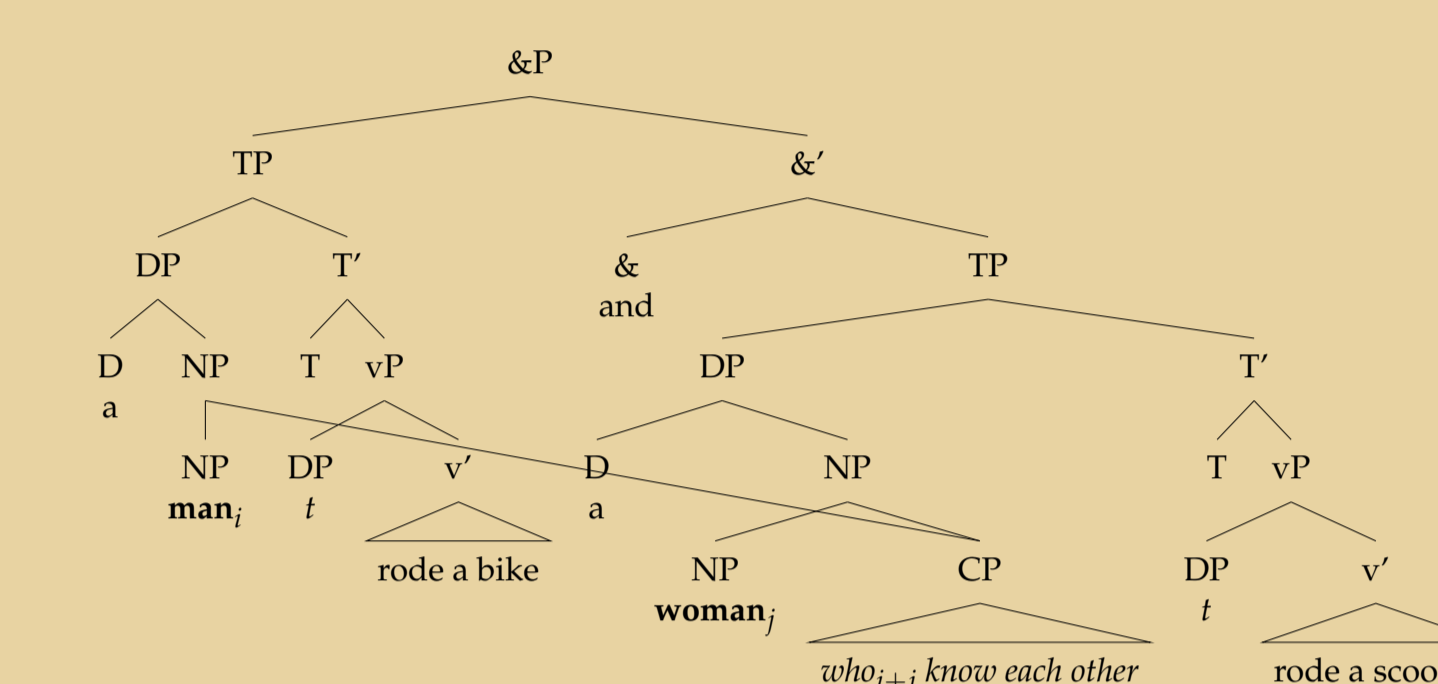 &P
TP &′
DP T′ & TP
and
D NP T vP DP T′
a
NP DP v′ D NP T vP
man_i t a
rode a bike NP CP DP v′
woman_j t
who_i+j know each other